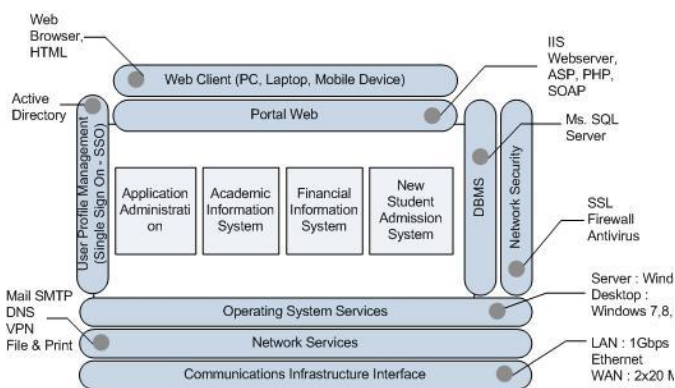 Web
Browser,
HTML
IIS
Webserver,
ASP, PHP,
SOAP
Web Client (PC, Laptop, Mobile Device)
Active
Directory
Portal Web
Ms. SQL
Server
User Profile Management
(Single Sign On - SSO)
Application
Administrati
on
Academic
Information
System
Financial
Information
System
New
Student
Admission
System
DBMS
Network Security
SSL
Firewall
Antivirus
Mail SMTP
DNS
VPN
File & Print
Server : Wind
Desktop :
Windows 7,8,
Operating System Services
Network Services
LAN : 1Gbps
Ethernet
WAN : 2x20 M
Communications Infrastructure Interface